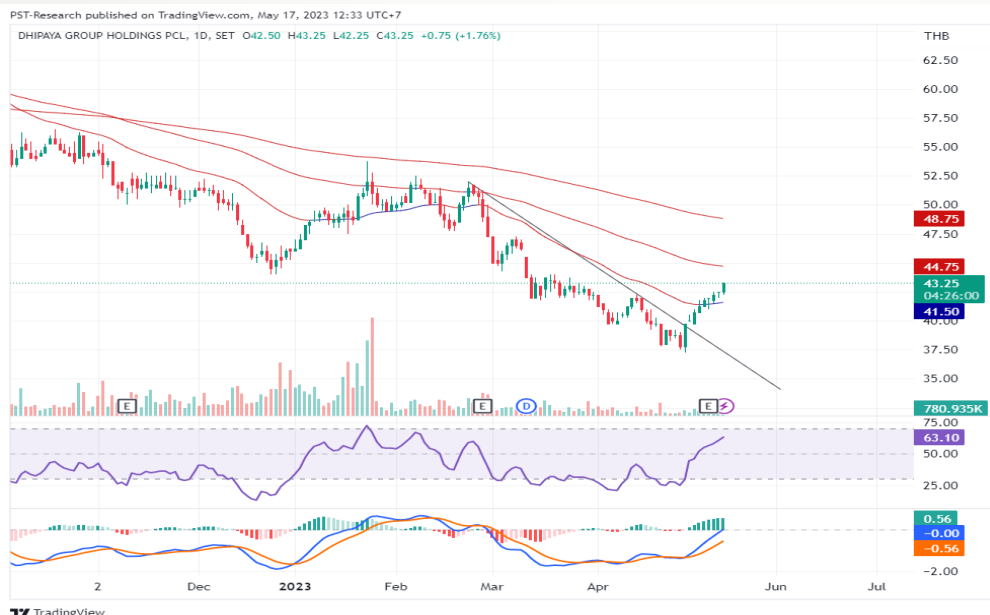 PST-Research published on TradingView.com, May 17, 2023 12:33 UTC+7
DHIPAYA GROUP HOLDINGS PCL, 1D, SET O42.50 H43.25 L42.25 C43.25 +0.75 (+1.76%)
THB
62.50
60.00
57.50
55.00
52.50
50.00
48.75
47.50
44.75
43.25
04:26:00
41.50
40.00
37.50
35.00
E
E
D
E
780.935K
75.00
63.10
50.00
25.00
0.56
−0.00
−0.56
−2.00
2
Dec
2023
Feb
Mar
Apr
Jun
Jul
TradingView